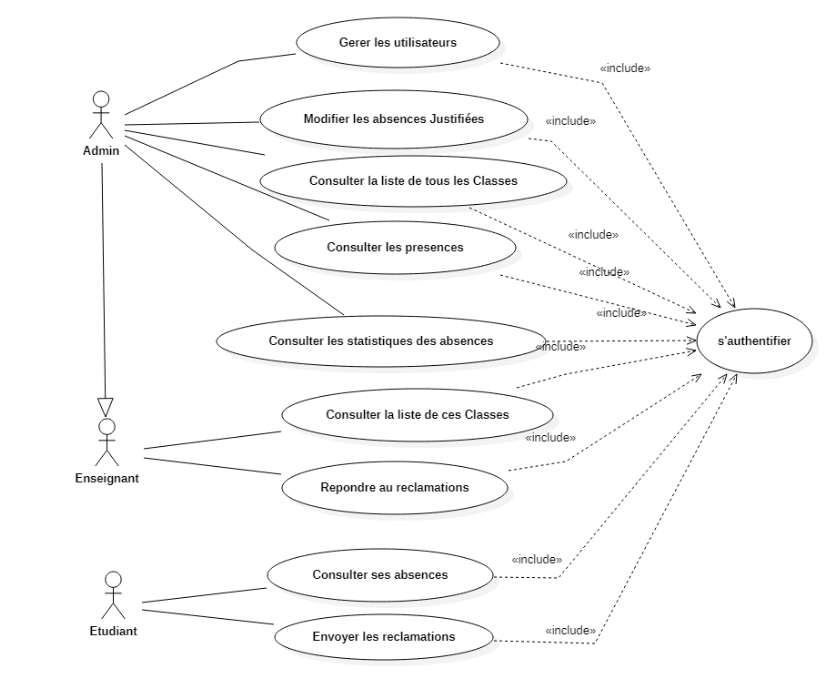 Gerer les utilisateurs
«include»
Modifier les absences Justifiées
«include»
Admin
Consulter la liste de tous les Classes
«include»
Consulter les presences
«include»
«include»
Consulter les statistiques des absences
«include»
s'authentifier
Consulter la liste de ces Classes
«include»
Enseignant
Repondre au reclamations
«include»
Consulter ses absences
Etudiant
«include»
Envoyer les reclamations